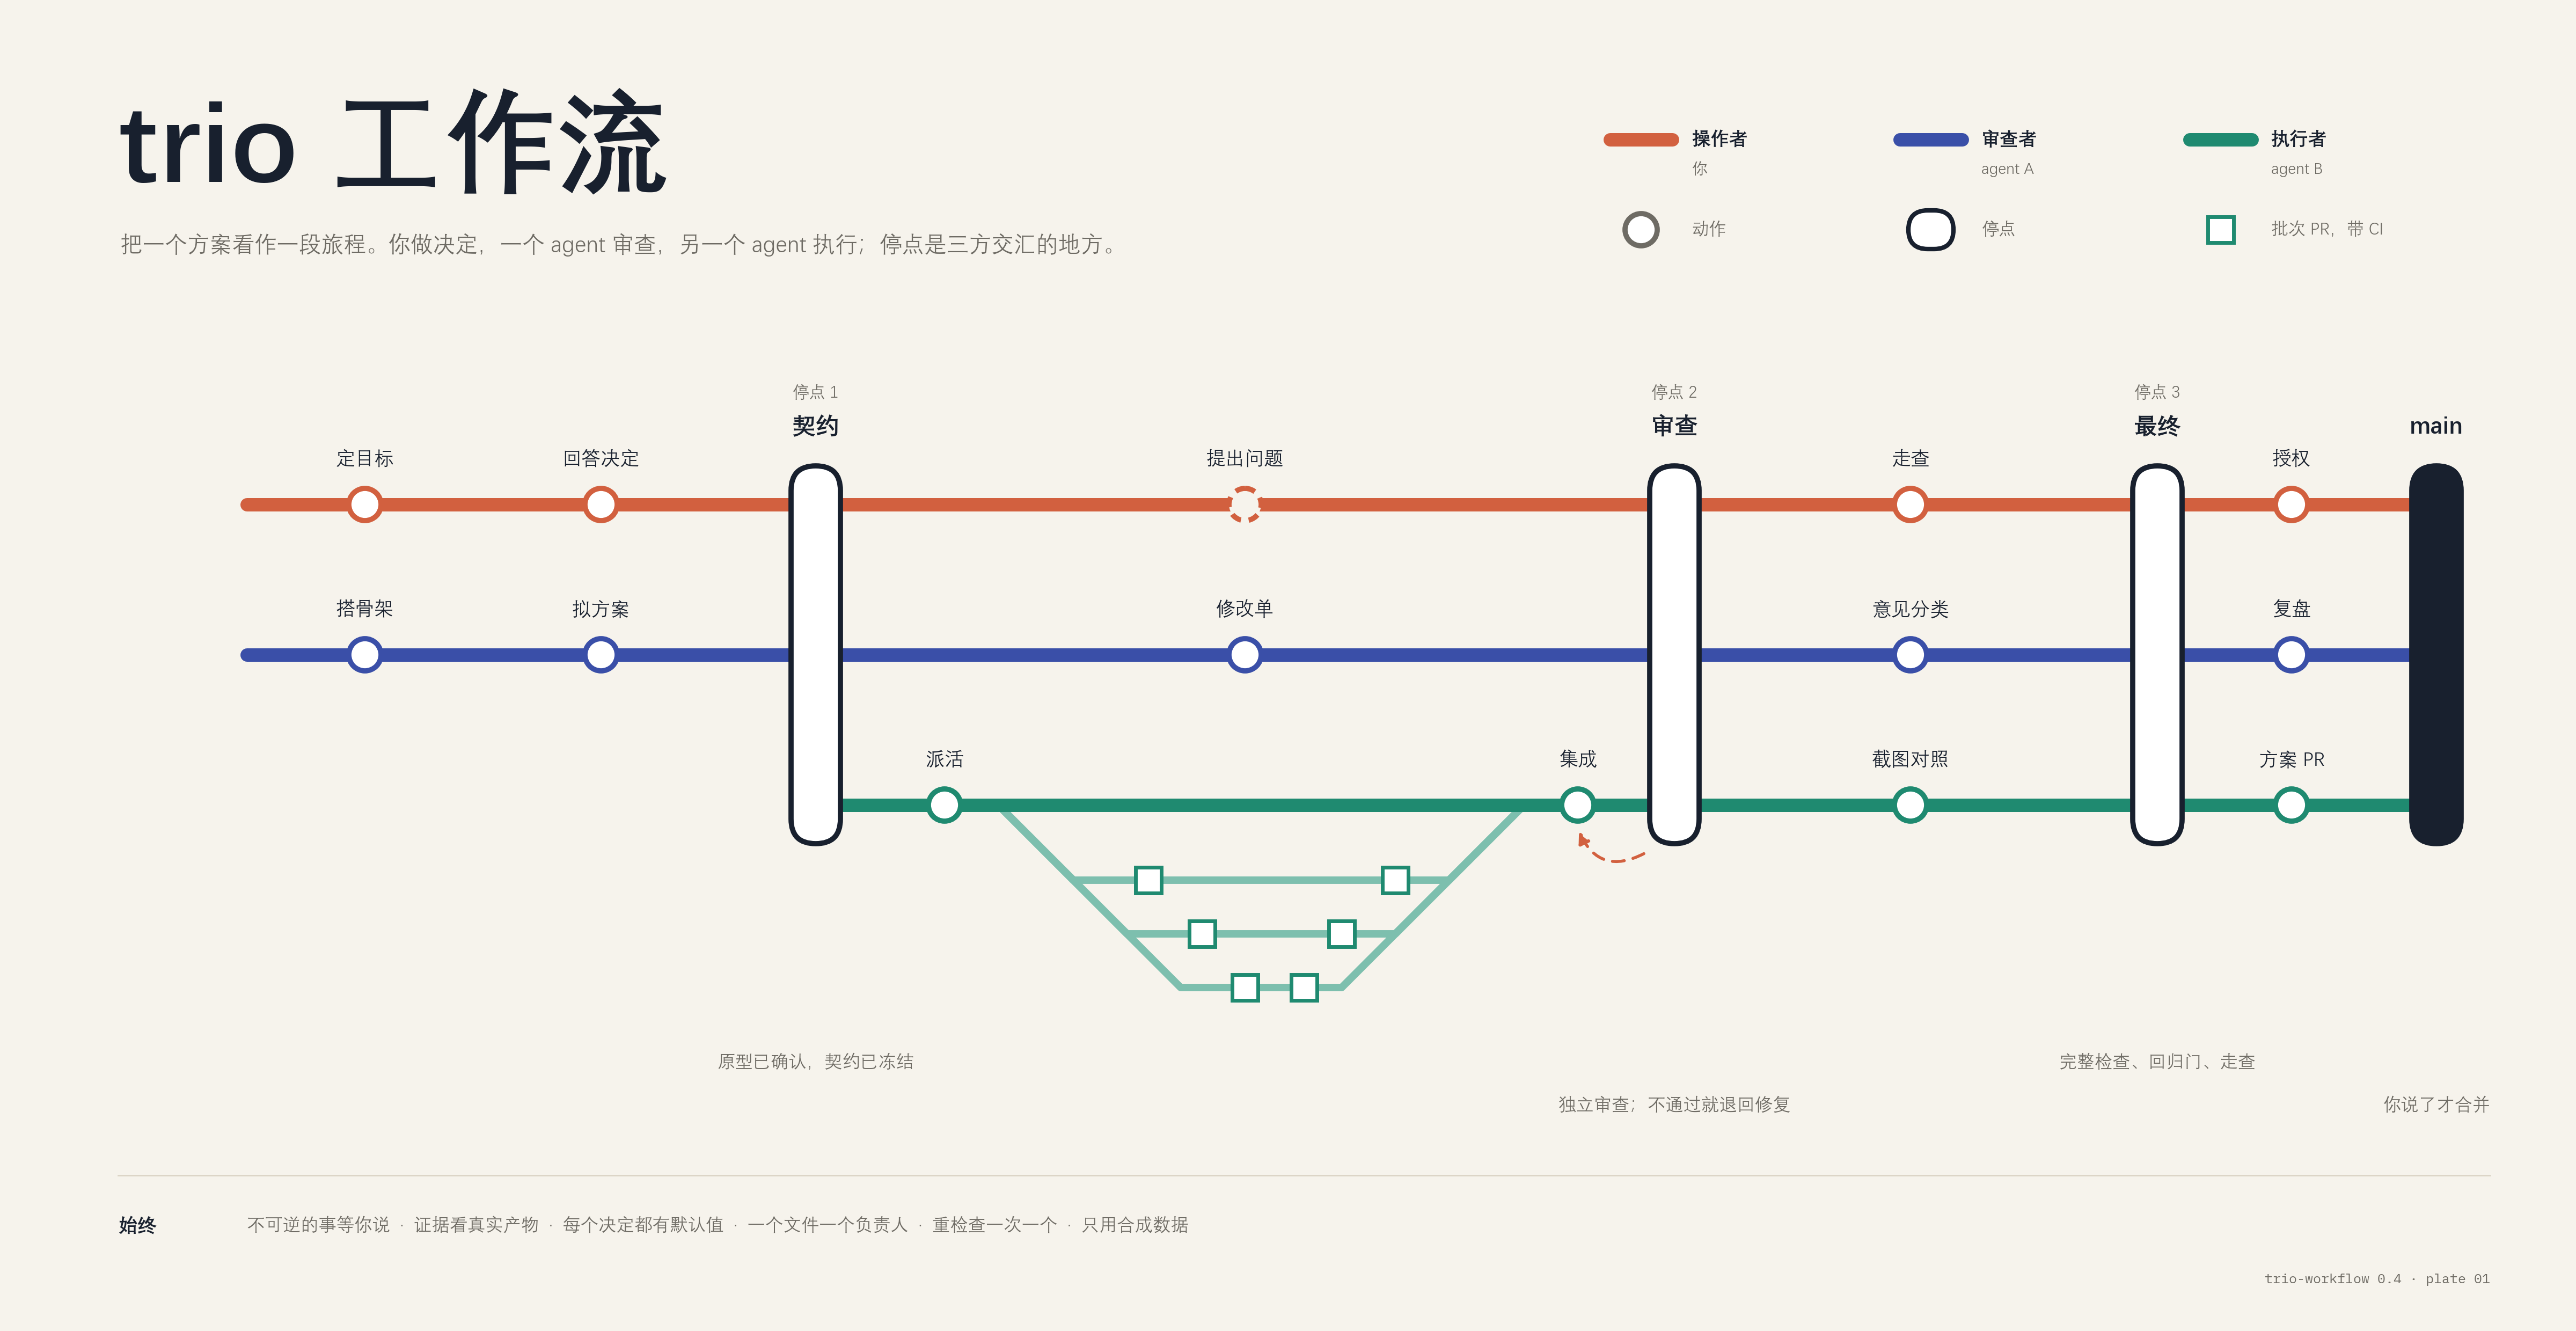 trio 工作流
把一个方案看作一段旅程。你做决定，一个 agent 审查，另一个 agent 执行；停点是三方交汇的地方。
操作者
你
审查者
agent A
执行者
agent B
动作
停点
批次 PR，带 CI
停点 1
契约
停点 2
审查
停点 3
最终
main
定目标
回答决定
提出问题
走查
授权
搭骨架
拟方案
修改单
意见分类
复盘
派活
集成
截图对照
方案 PR
原型已确认，契约已冻结
完整检查、回归门、走查
独立审查；不通过就退回修复
你说了才合并
始终
不可逆的事等你说 · 证据看真实产物 · 每个决定都有默认值 · 一个文件一个负责人 · 重检查一次一个 · 只用合成数据
trio-workflow 0.4 · plate 01